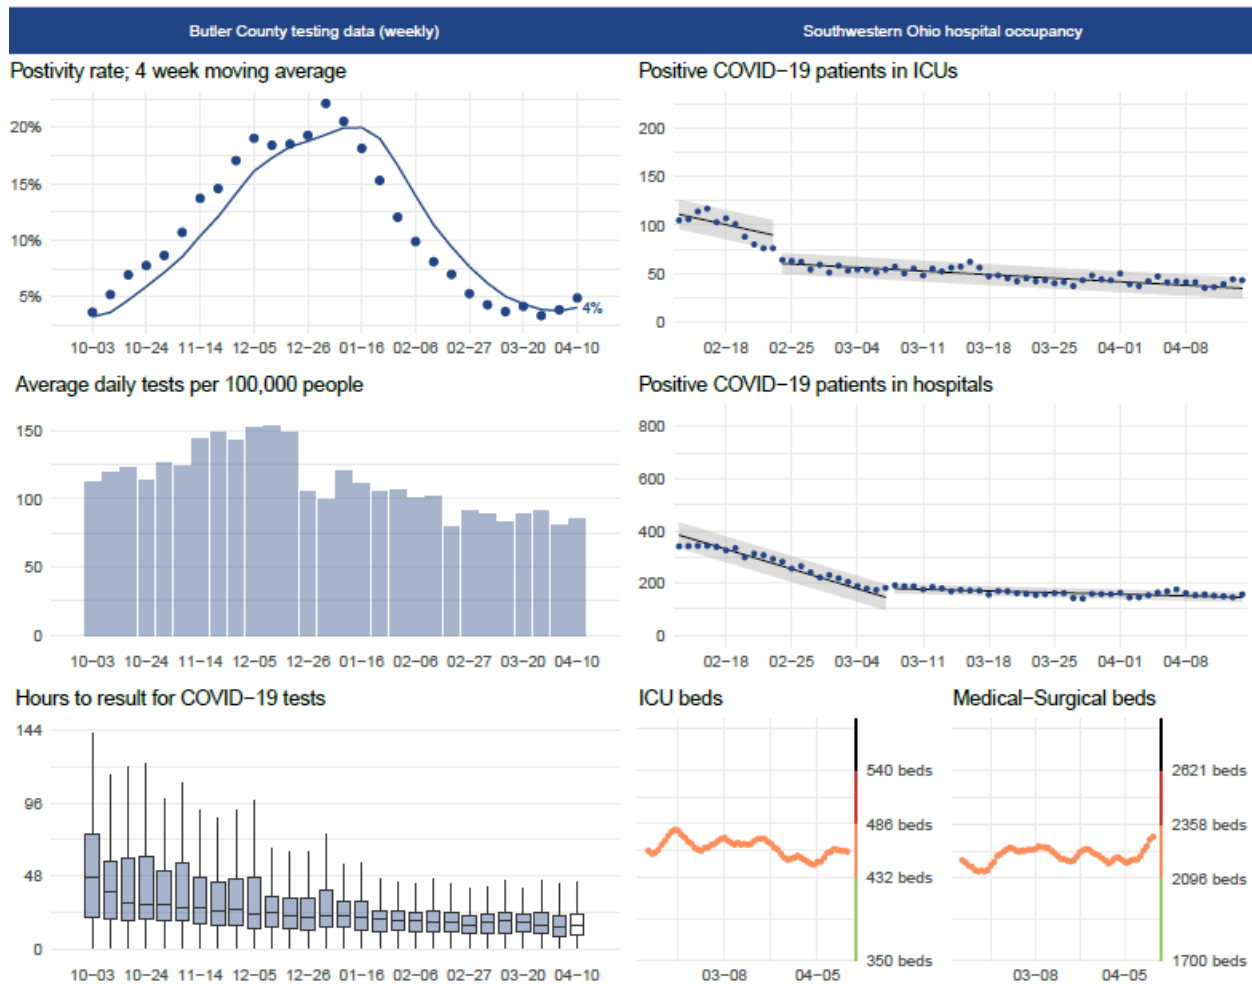 Butler County testing data (weekly)
Southwestern Ohio hospital occupancy
Postivity rate; 4 week moving average
20%
15%
10%
5%
4%
10−03 10−24 11−14 12−05 12−26 01−16 02−06 02−27 03−20 04−10
Positive COVID−19 patients in ICUs
200
150
100
50
0
02−18 02−25 03−04 03−11 03−18 03−25 04−01 04−08
Average daily tests per 100,000 people
150
100
50
0
10−03 10−24 11−14 12−05 12−26 01−16 02−06 02−27 03−20 04−10
Positive COVID−19 patients in hospitals
800
600
400
200
0
02−18 02−25 03−04 03−11 03−18 03−25 04−01 04−08
Hours to result for COVID−19 tests
144
96
48
0
10−03 10−24 11−14 12−05 12−26 01−16 02−06 02−27 03−20 04−10
ICU beds
540 beds
486 beds
432 beds
350 beds
03−08 04−05
Medical−Surgical beds
2621 beds
2358 beds
2096 beds
1700 beds
03−08 04−05